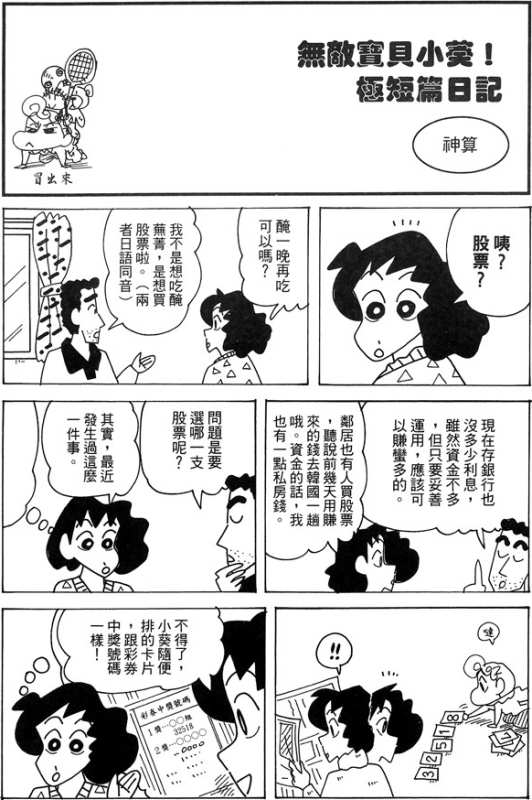 無敵寶貝小葵!
極短篇日記
神算
冒出來
咦?
股票?
醃一晚再吃
可以嗎?
我不是想吃醃
蕪菁,是想買
股票啦。(兩
者日語同音)
現在存銀行也
沒多少利息,
雖然資金不多
,但只要妥善
運用,應該可
以賺蠻多的。
鄰居也有人買股票
,聽說前幾天用賺
來的錢去韓國一趟
哦。資金的話,我
也有一點私房錢。
問題是要
選哪一支
股票呢?
其實,最近
發生過這麼
一件事。
!!
32518
不得了,
小葵隨便
排的卡片
,跟彩券
中獎號碼
一樣!
彩券中獎號碼
1獎…○○組
32518
2獎…○○
○○○○